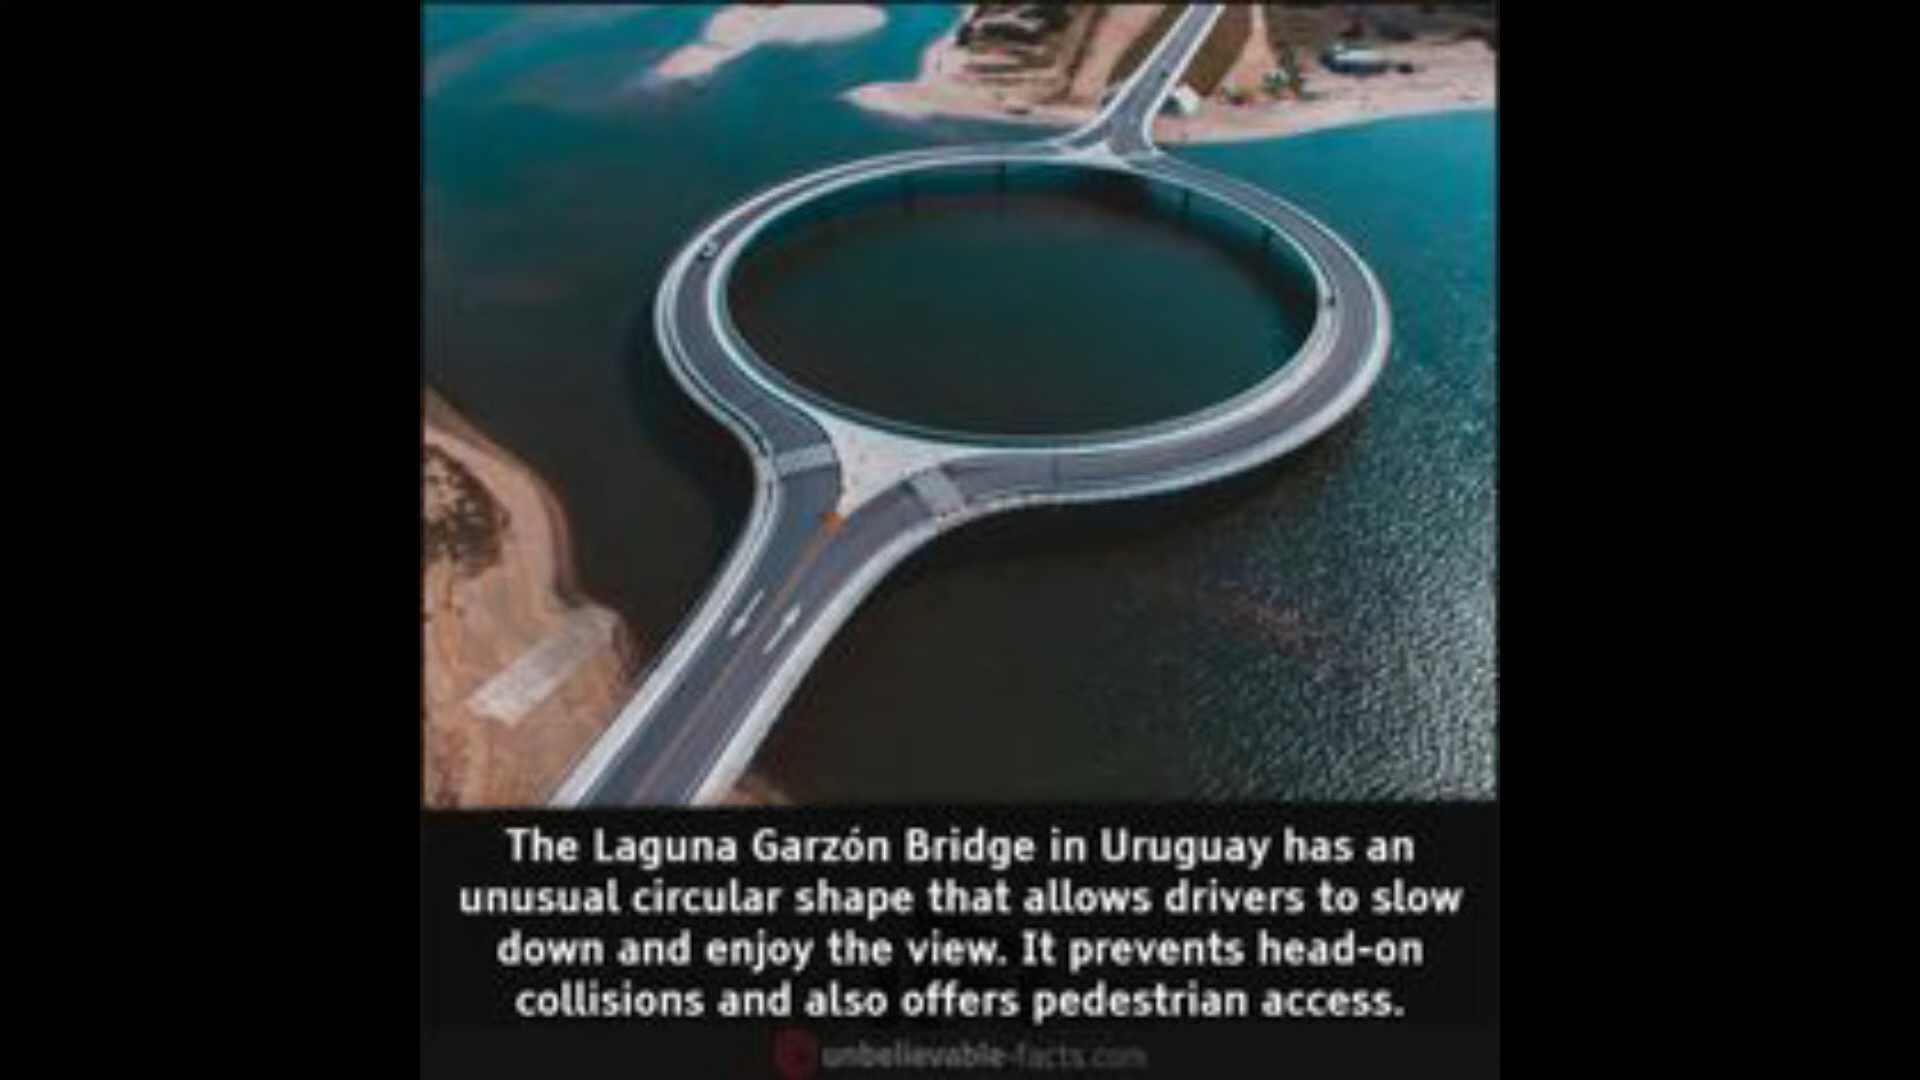 The Laguna Garzón Bridge in Uruguay has an
unusual circular shape that allows drivers to slow
down and enjoy the view. It prevents head-on
collisions and also offers pedestrian access.
unbelievable-facts.com